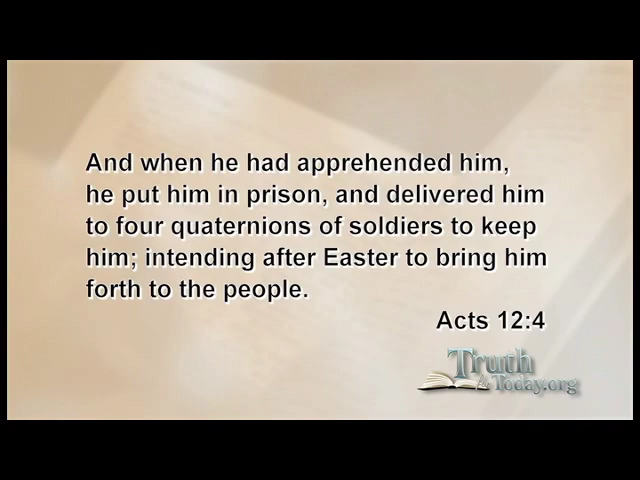 And when he had apprehended him,
he put him in prison, and delivered him
to four quaternions of soldiers to keep
him; intending after Easter to bring him
forth to the people.
Acts 12:4
Truth
Today.org